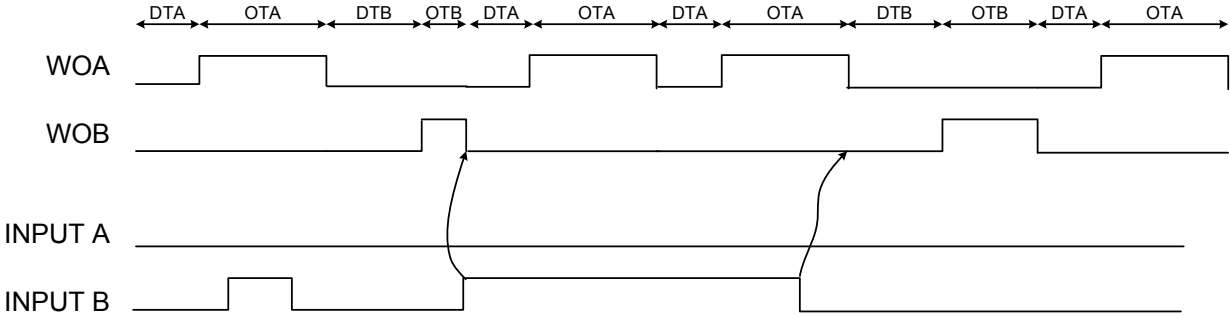 DTA OTA DTB OTB DTA OTA DTA OTA DTB OTB DTA OTA
WOA
WOB
INPUT A
INPUT B